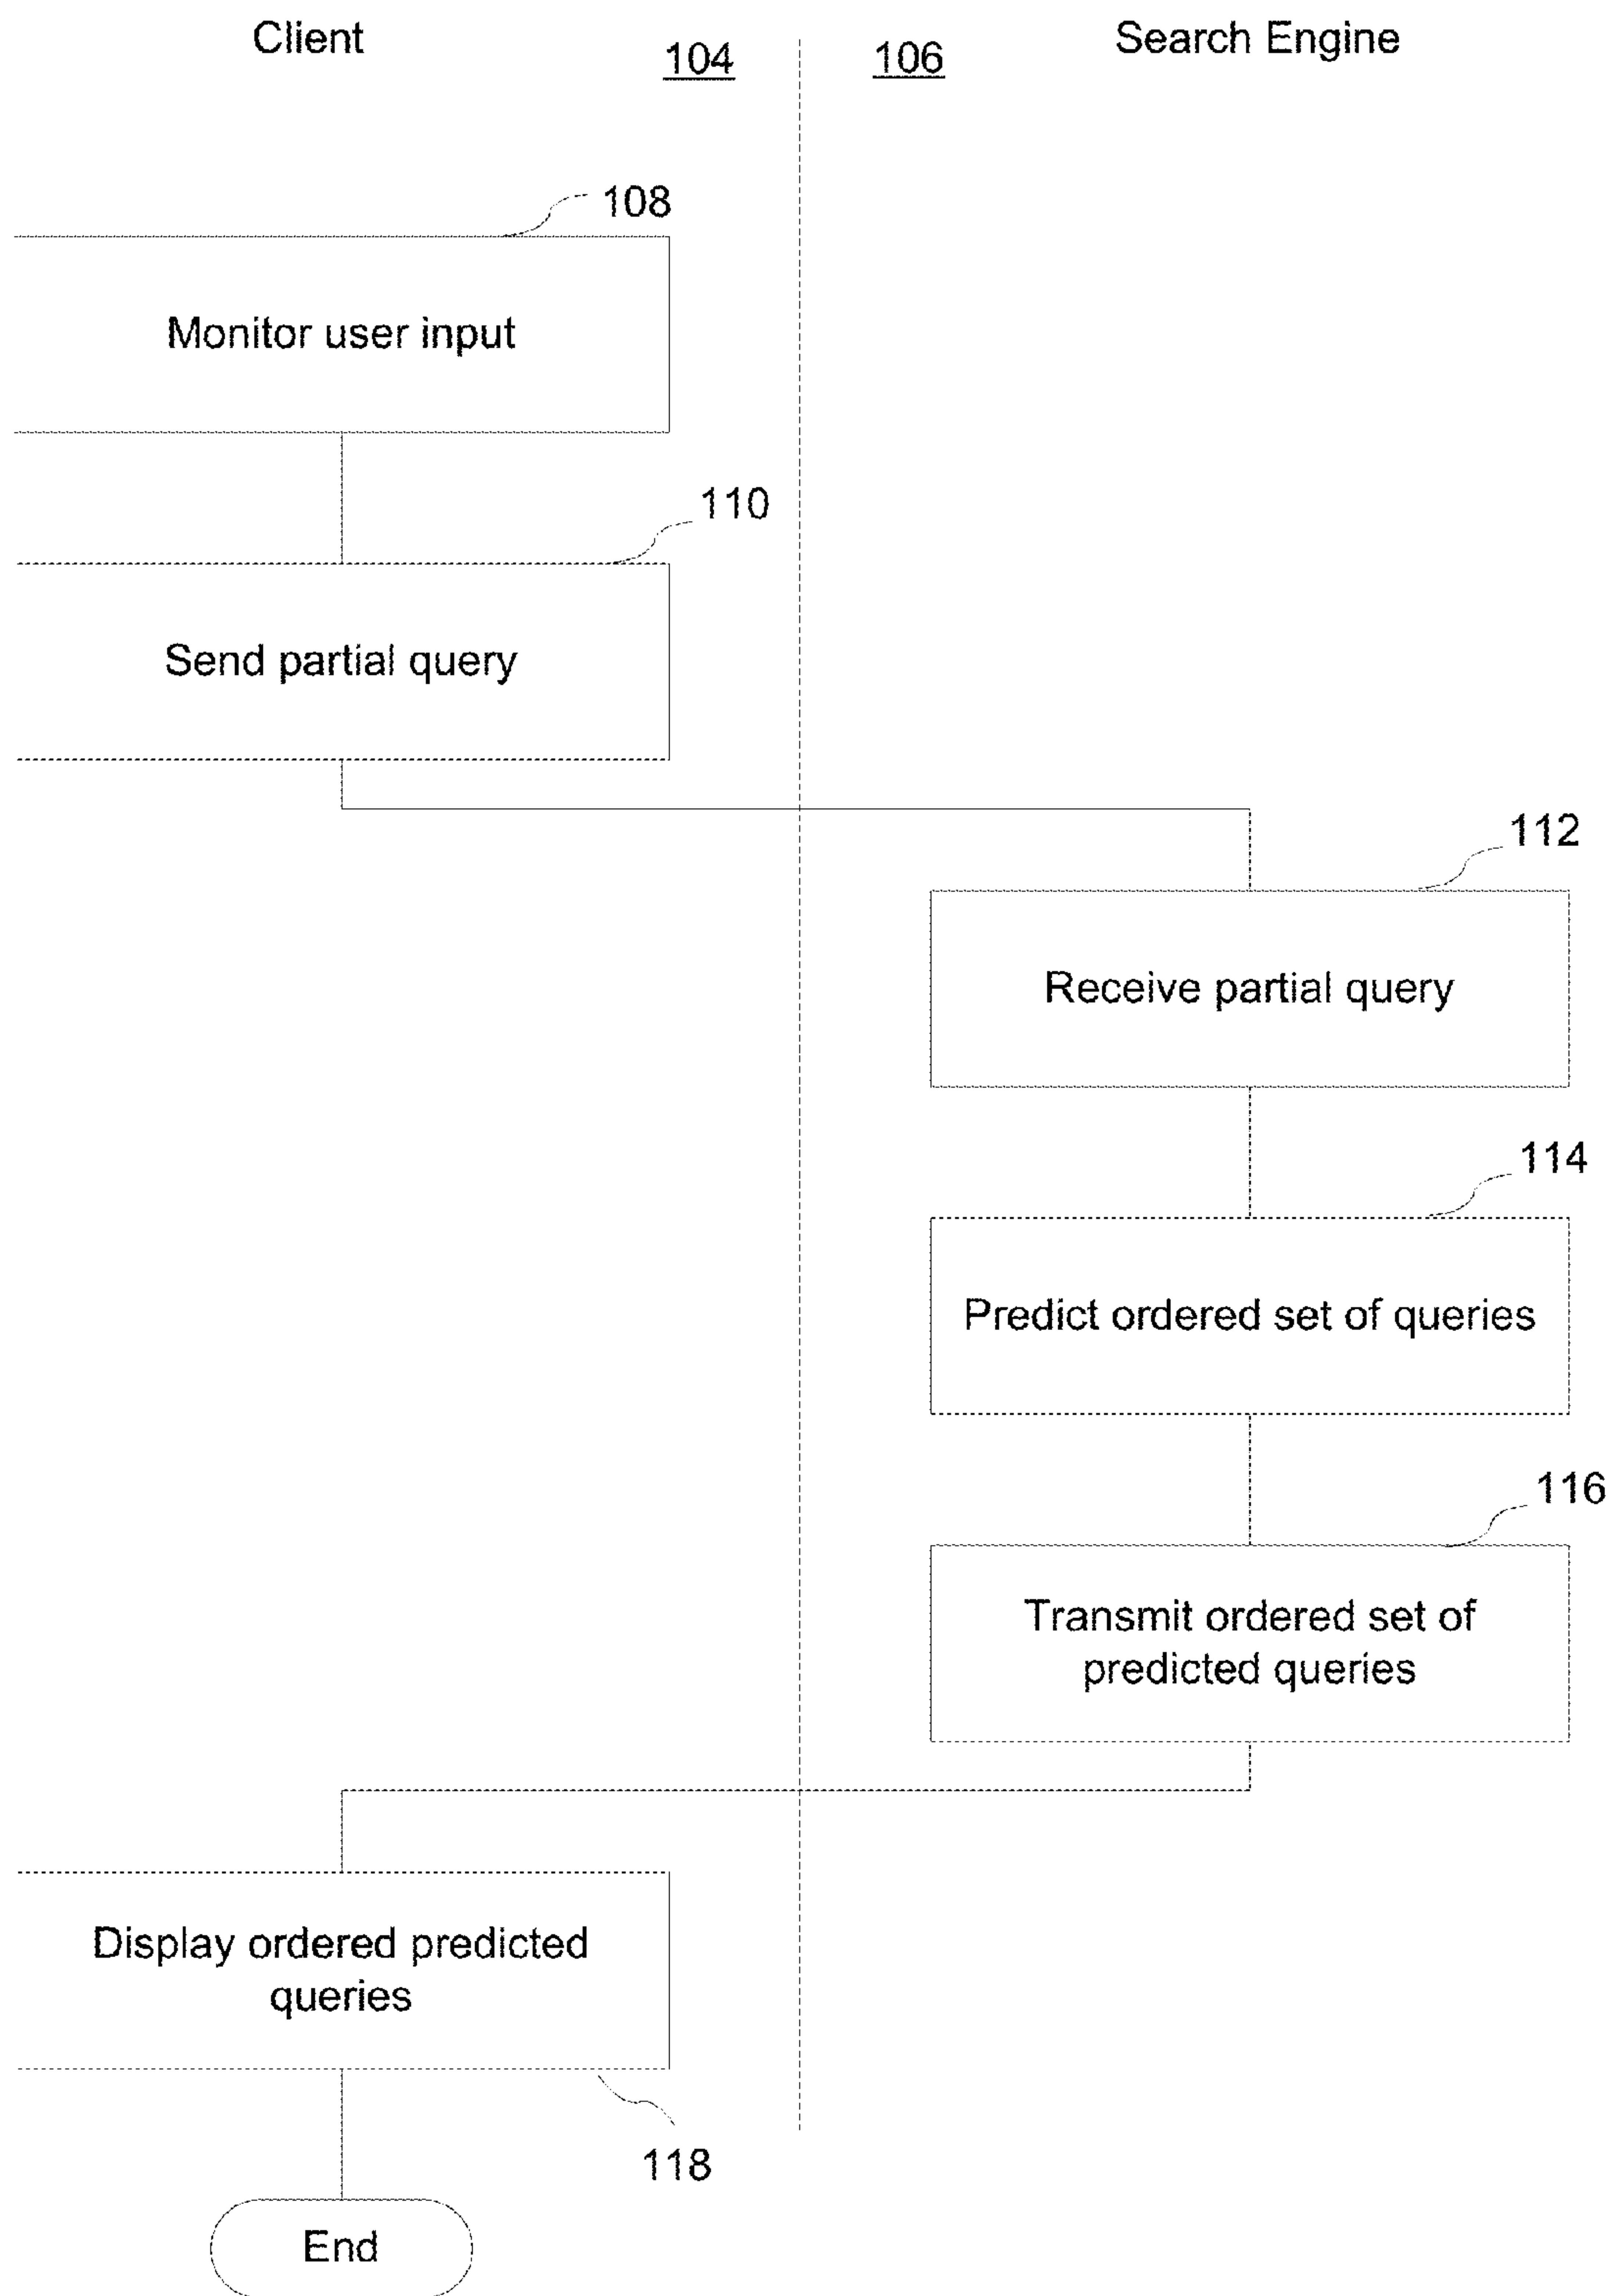 Client
104
106
Search Engine
108
Monitor user input
110
Send partial query
112
Receive partial query
114
Predict ordered set of queries
116
Transmit ordered set of
predicted queries
Display ordered predicted
queries
118
End